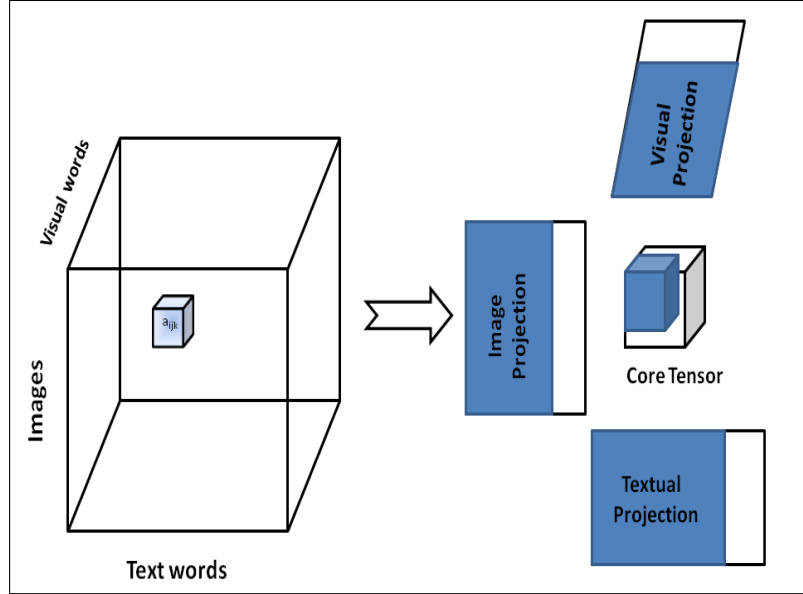 Visual words
Images
Text words
aijk
Image
Projection
Visual
Projection
Core Tensor
Textual
Projection